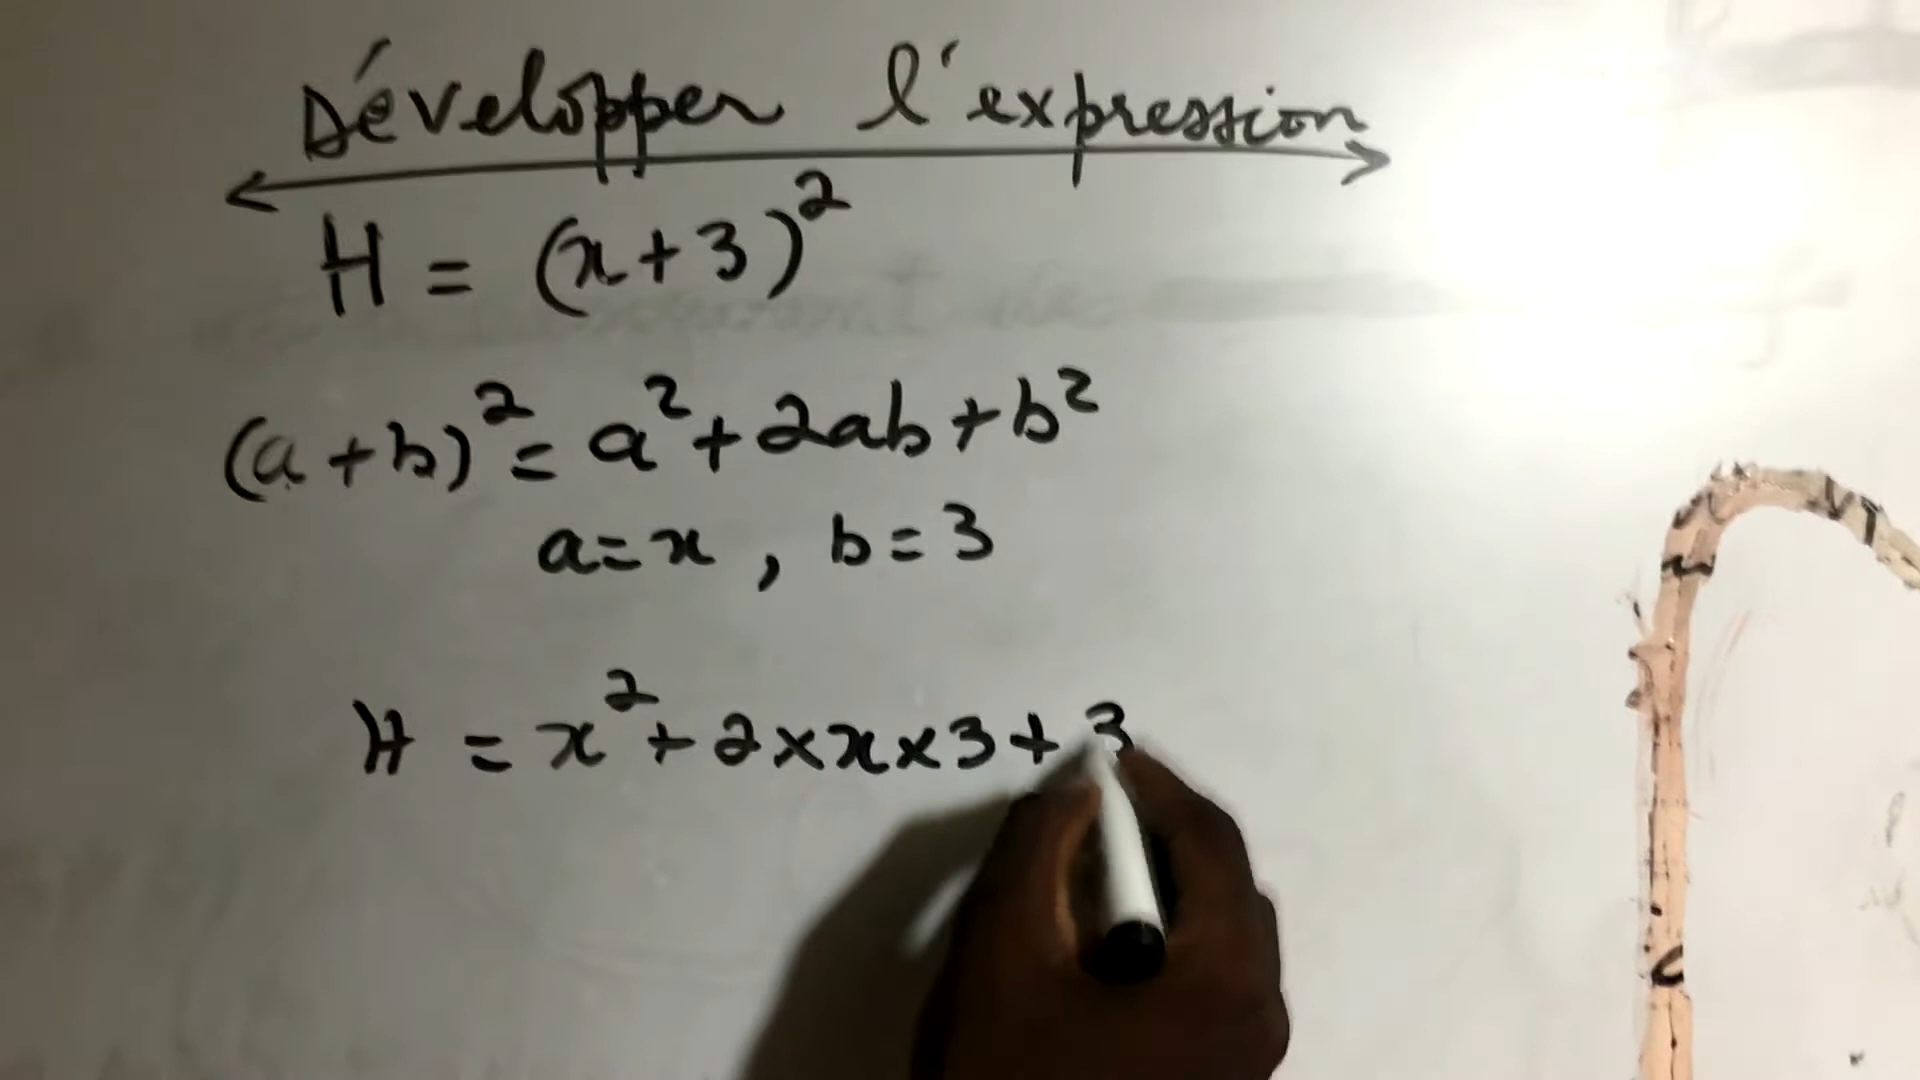 Développer l'expression
H = (x+3)²
(a+b)² = a² + 2ab + b²
a=x , b=3
H = x² + 2×x×3+3